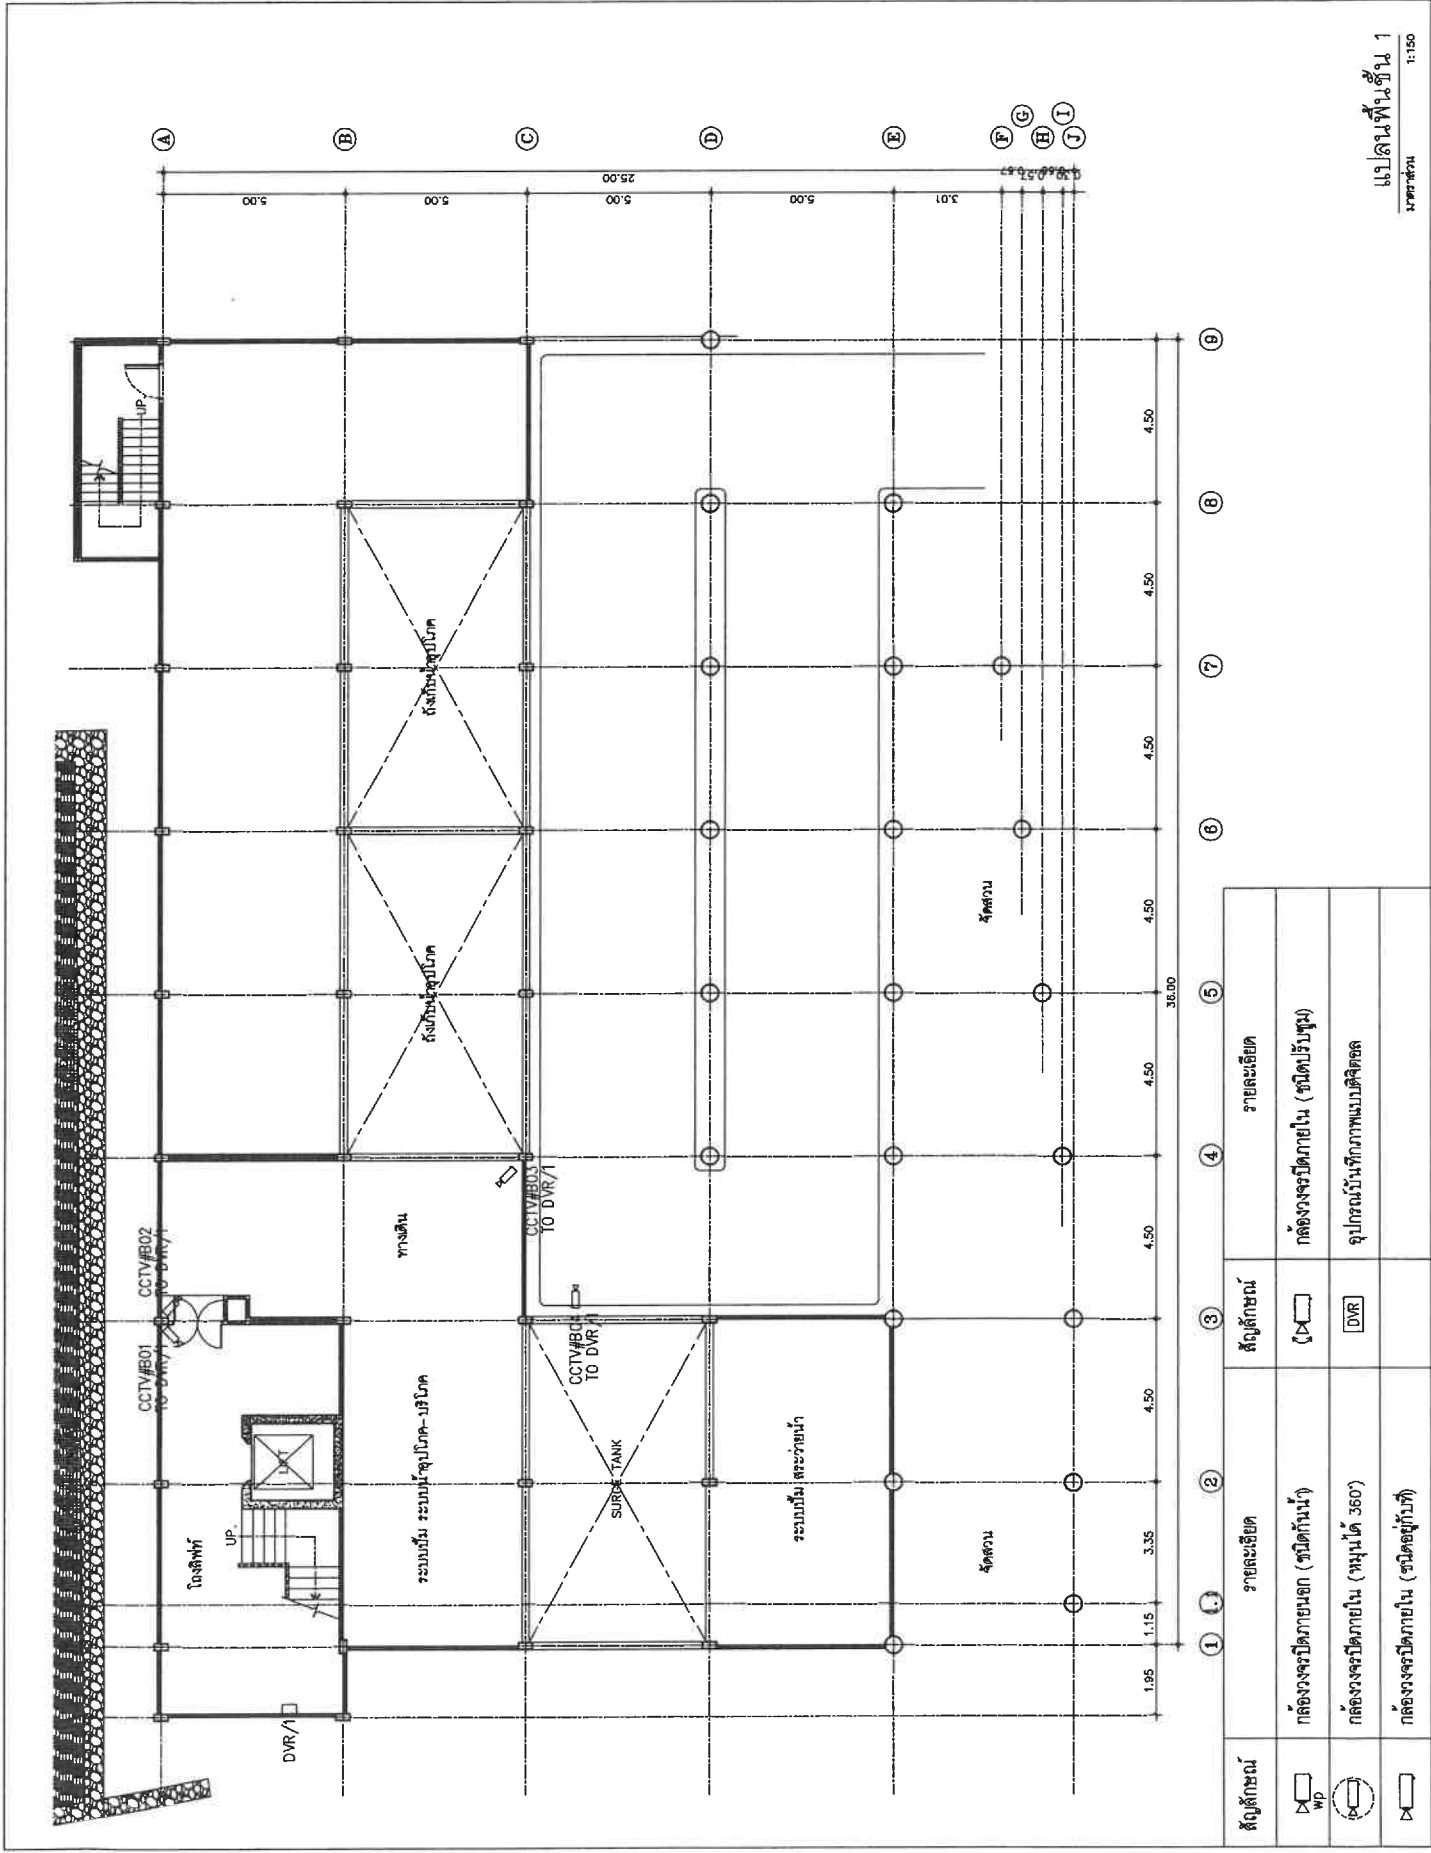 แปลนพื้นชั้น 1
มาตราส่วน 1:150
A
B
C
D
E
F
G
H
I
J
25.00
5.00
5.00
5.00
5.00
3.01
UP
UP
LIFT
โถงลิฟท์
DVR/1
CCTV#B01
TO DVR/1
CCTV#B02
TO DVR/1
ทางเดิน
ระบบปั๊ม ระบบน้ำอุปโภค-บริโภค
ถังเก็บน้ำอุปโภค
ถังเก็บน้ำอุปโภค
CCTV#B03
TO DVR/1
CCTV#B04
TO DVR/1
SURGE TANK
ระบบปั๊ม สระว่ายน้ำ
จัดสวน
จัดสวน
1.95
1.15
3.35
4.50
4.50
4.50
4.50
4.50
4.50
4.50
36.00
1
1.1
2
3
4
5
6
7
8
9
สัญลักษณ์ รายละเอียด สัญลักษณ์ รายละเอียด
WP กล้องวงจรปิดภายนอก (ชนิดกันน้ำ) กล้องวงจรปิดภายใน (ชนิดปรับซูม)
กล้องวงจรปิดภายใน (หมุนได้ 360°) DVR อุปกรณ์บันทึกภาพแบบดิจิตอล
กล้องวงจรปิดภายใน (ชนิดอยู่กับที่)